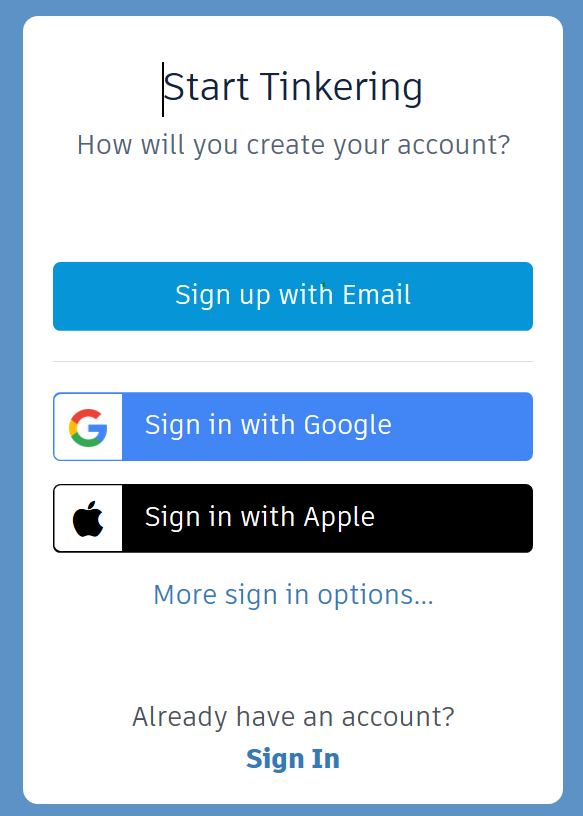 Start Tinkering
How will you create your account?
Sign up with Email
Sign in with Google
Sign in with Apple
More sign in options...
Already have an account?
Sign In